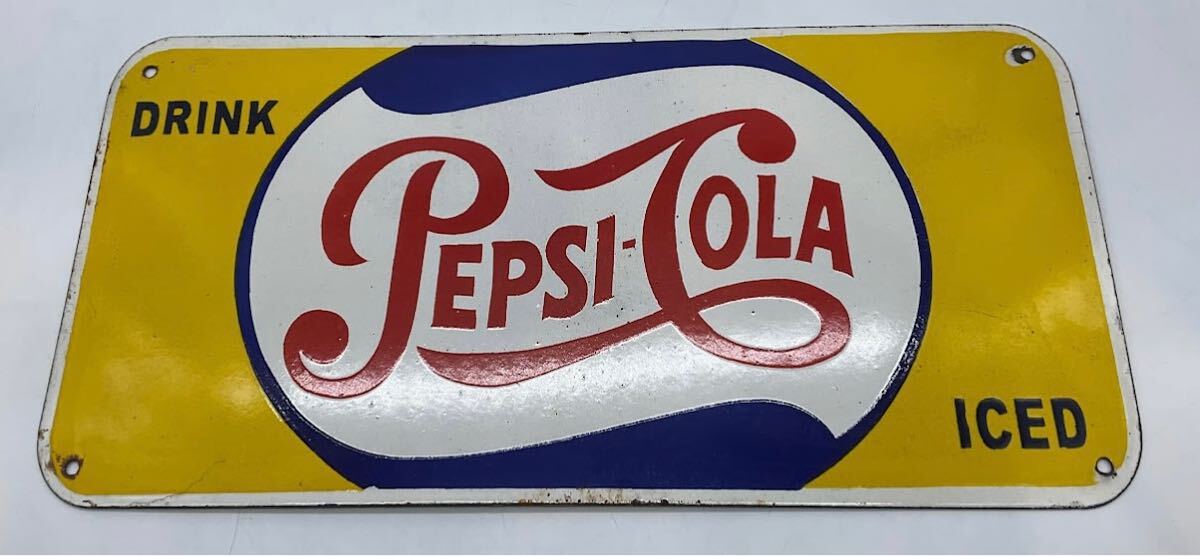 DRINK
PEPSI-COLA
ICED